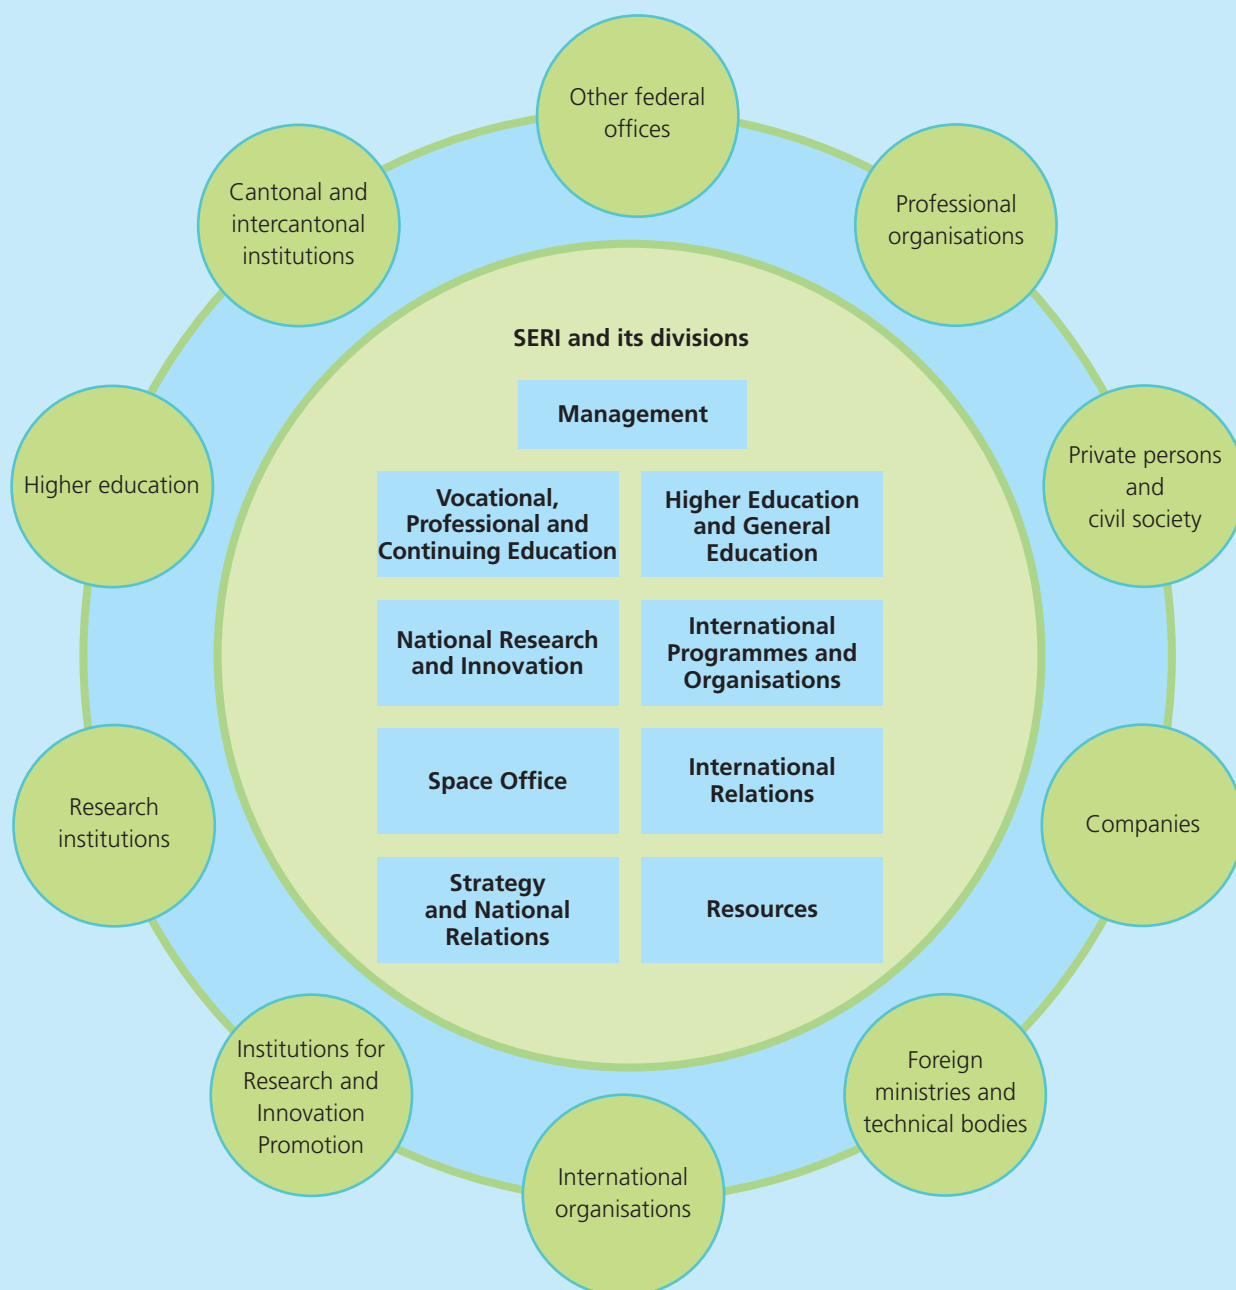 Other federal
offices
Cantonal and
intercantonal
institutions
Professional
organisations
SERI and its divisions
Management
Higher education
Private persons
and
civil society
Vocational,
Professional and
Continuing Education
Higher Education
and General
Education
National Research
and Innovation
International
Programmes and
Organisations
Space Office
International
Relations
Research
institutions
Companies
Strategy
and National
Relations
Resources
Institutions for
Research and
Innovation
Promotion
Foreign
ministries and
technical bodies
International
organisations